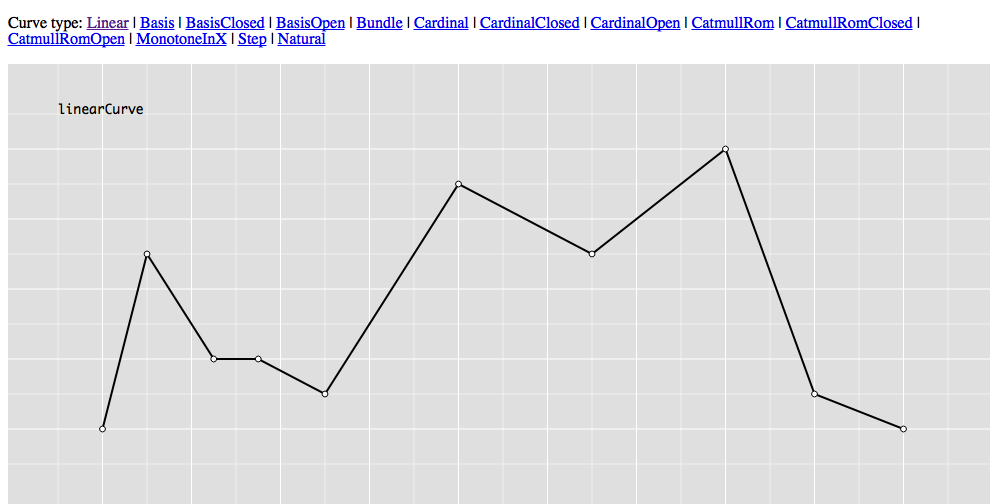 Curve type: Linear | Basis | BasisClosed | BasisOpen | Bundle | Cardinal | CardinalClosed | CardinalOpen | CatmullRom | CatmullRomClosed |
CatmullRomOpen | MonotoneInX | Step | Natural
linearCurve